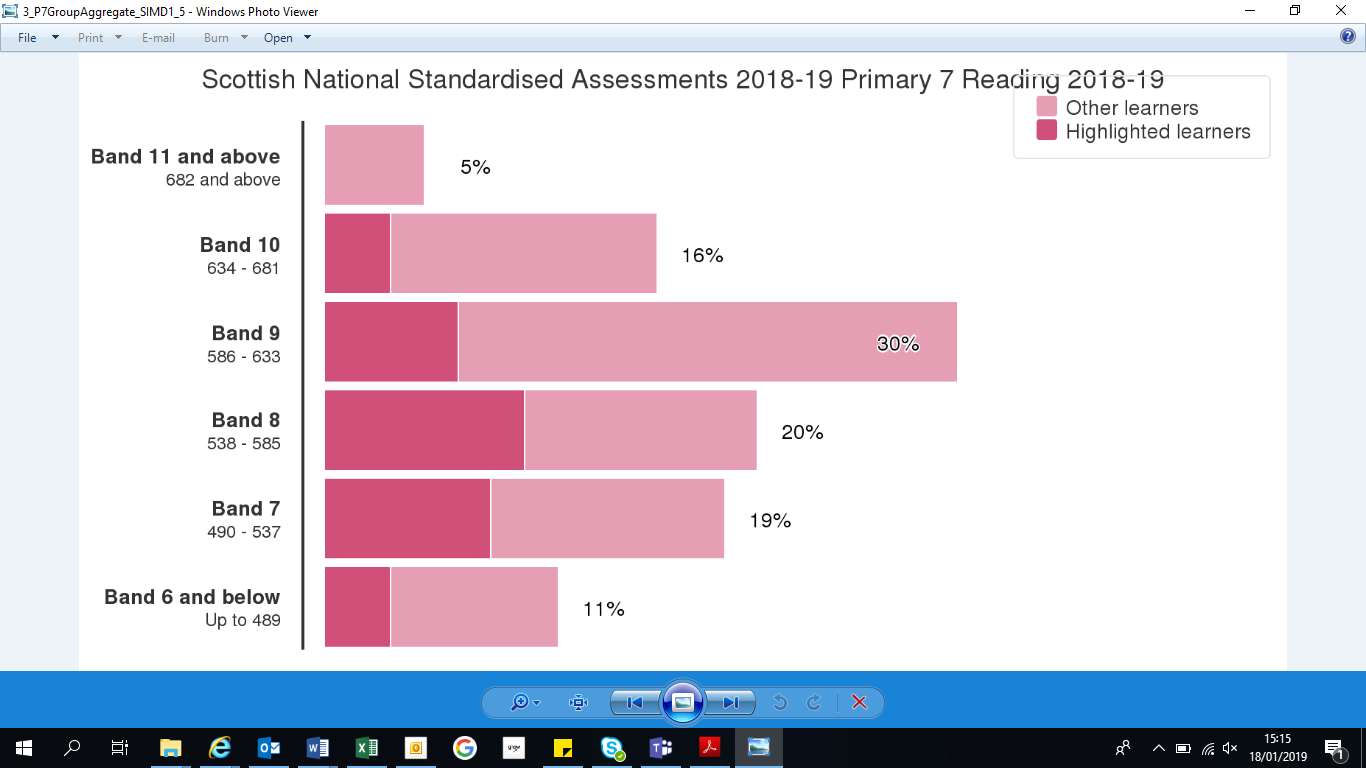 3_P7GroupAggregate_SIMD1_5 - Windows Photo Viewer
File Print E-mail Burn Open
Scottish National Standardised Assessments 2018-19 Primary 7 Reading 2018-19
Other learners
Highlighted learners
Band 11 and above
682 and above
5%
Band 10
634 - 681
16%
Band 9
586 - 633
30%
Band 8
538 - 585
20%
Band 7
490 - 537
19%
Band 6 and below
Up to 489
11%
15:15
18/01/2019
1